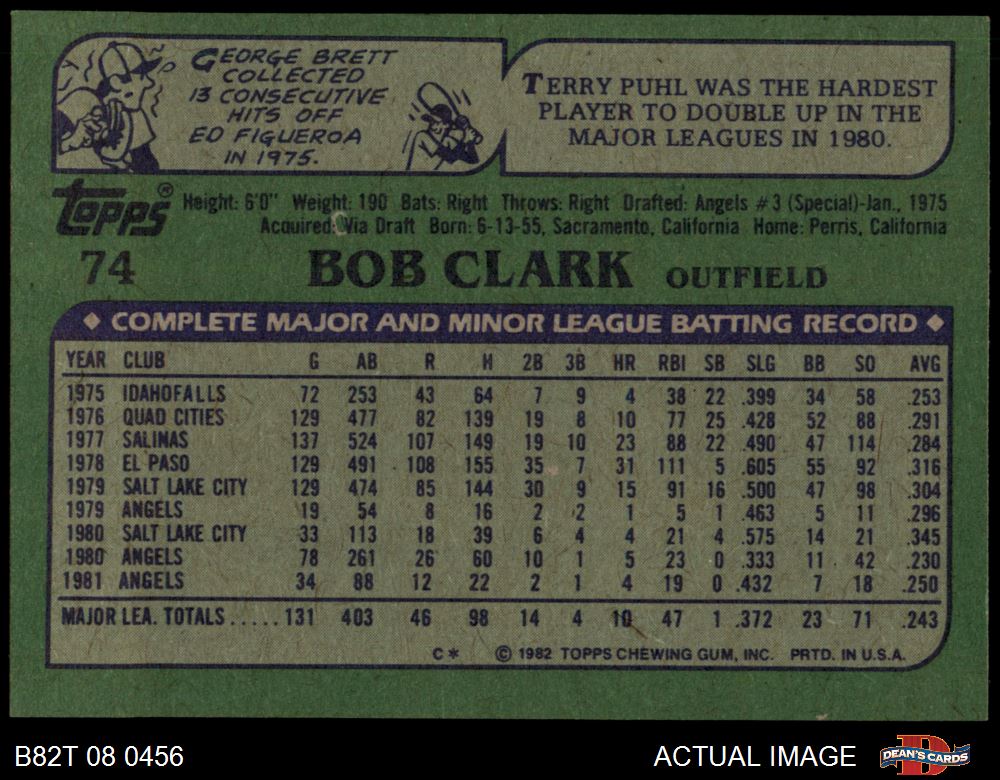 GEORGE BRETT
COLLECTED
13 CONSECUTIVE
HITS OFF
ED FIGUEROA
IN 1975.
TERRY PUHL WAS THE HARDEST
PLAYER TO DOUBLE UP IN THE
MAJOR LEAGUES IN 1980.
Topps® Height: 6'0" Weight: 190 Bats: Right Throws: Right Drafted: Angels #3 (Special)-Jan., 1975
Acquired: Via Draft Born: 6-13-55, Sacramento, California Home: Perris, California
74 BOB CLARK OUTFIELD
◆ COMPLETE MAJOR AND MINOR LEAGUE BATTING RECORD ◆
YEAR CLUB G AB R H 2B 3B HR RBI SB SLG BB SO AVG
1975 IDAHOFALLS 72 253 43 64 7 9 4 38 22 .399 34 58 .253
1976 QUAD CITIES 129 477 82 139 19 8 10 77 25 .428 52 88 .291
1977 SALINAS 137 524 107 149 19 10 23 88 22 .490 47 114 .284
1978 EL PASO 129 491 108 155 35 7 31 111 5 .605 55 92 .316
1979 SALT LAKE CITY 129 474 85 144 30 9 15 91 16 .500 47 98 .304
1979 ANGELS 19 54 8 16 2 2 1 5 1 .463 5 11 .296
1980 SALT LAKE CITY 33 113 18 39 6 4 4 21 4 .575 14 21 .345
1980 ANGELS 78 261 26 60 10 1 5 23 0 .333 11 42 .230
1981 ANGELS 34 88 12 22 2 1 4 19 0 .432 7 18 .250
MAJOR LEA. TOTALS.....131 403 46 98 14 4 10 47 1 .372 23 71 .243
C* © 1982 TOPPS CHEWING GUM, INC. PRTD. IN U.S.A.
B82T 08 0456 ACTUAL IMAGE D DEAN'S CARDS